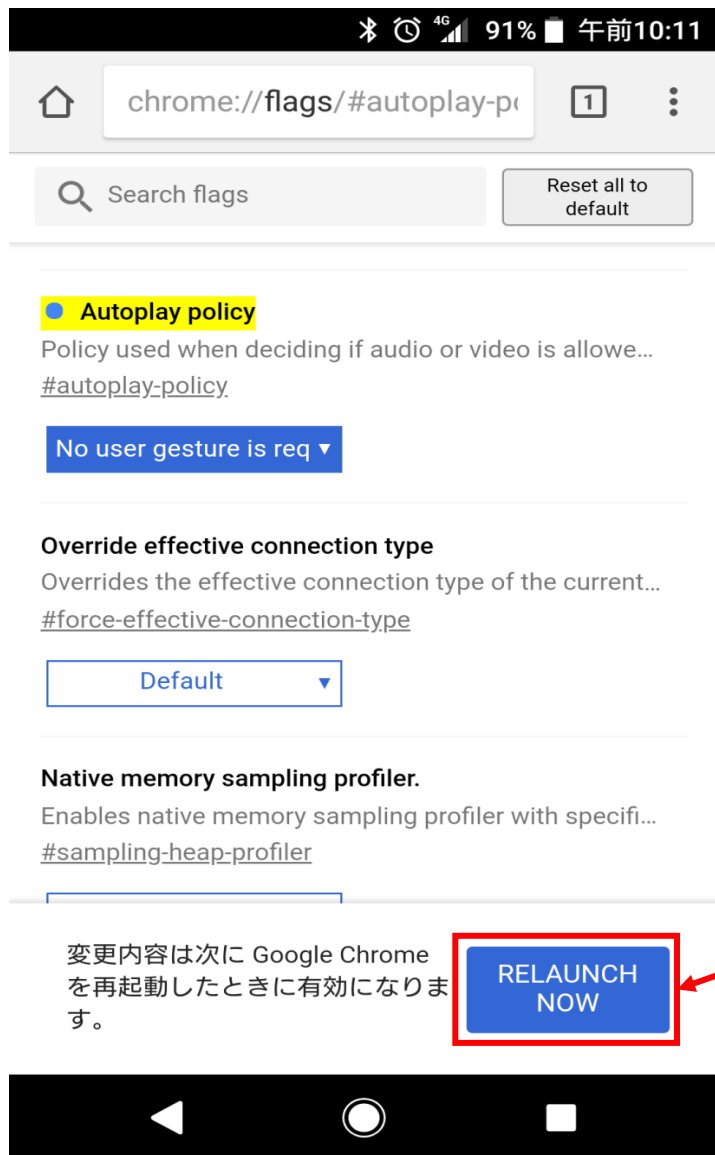 4G 91% 午前10:11
chrome://flags/#autoplay-p
1
Search flags
Reset all to
default
Autoplay policy
Policy used when deciding if audio or video is allowe...
#autoplay-policy
No user gesture is req ▼
Override effective connection type
Overrides the effective connection type of the current...
#force-effective-connection-type
Default ▼
Native memory sampling profiler.
Enables native memory sampling profiler with specifi...
#sampling-heap-profiler
変更内容は次に Google Chrome
を再起動したときに有効になりま
す。
RELAUNCH
NOW